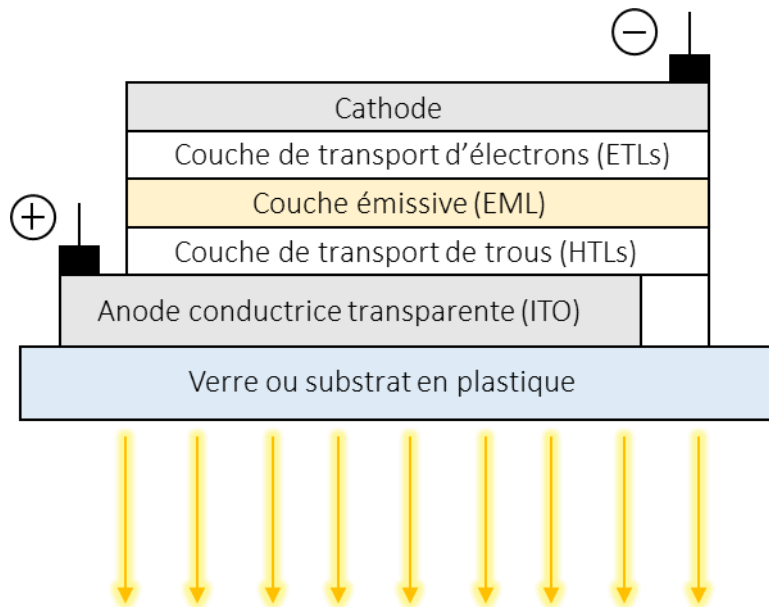 −
Cathode
Couche de transport d’électrons (ETLs)
Couche émissive (EML)
+
Couche de transport de trous (HTLs)
Anode conductrice transparente (ITO)
Verre ou substrat en plastique